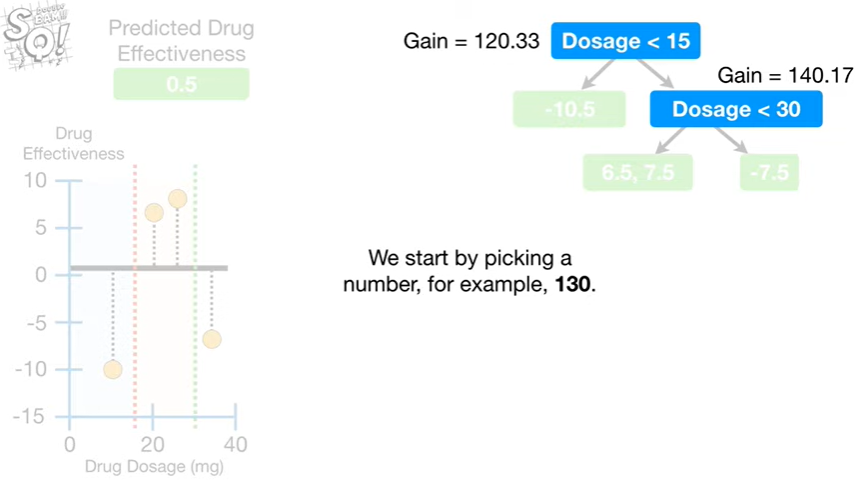 STAT
QUEST!!!
Predicted Drug
Effectiveness
0.5
Gain = 120.33
Dosage < 15
Gain = 140.17
-10.5
Dosage < 30
6.5, 7.5
-7.5
Drug
Effectiveness
10
5
0
-5
-10
-15
0
20
40
Drug Dosage (mg)
We start by picking a
number, for example, 130.